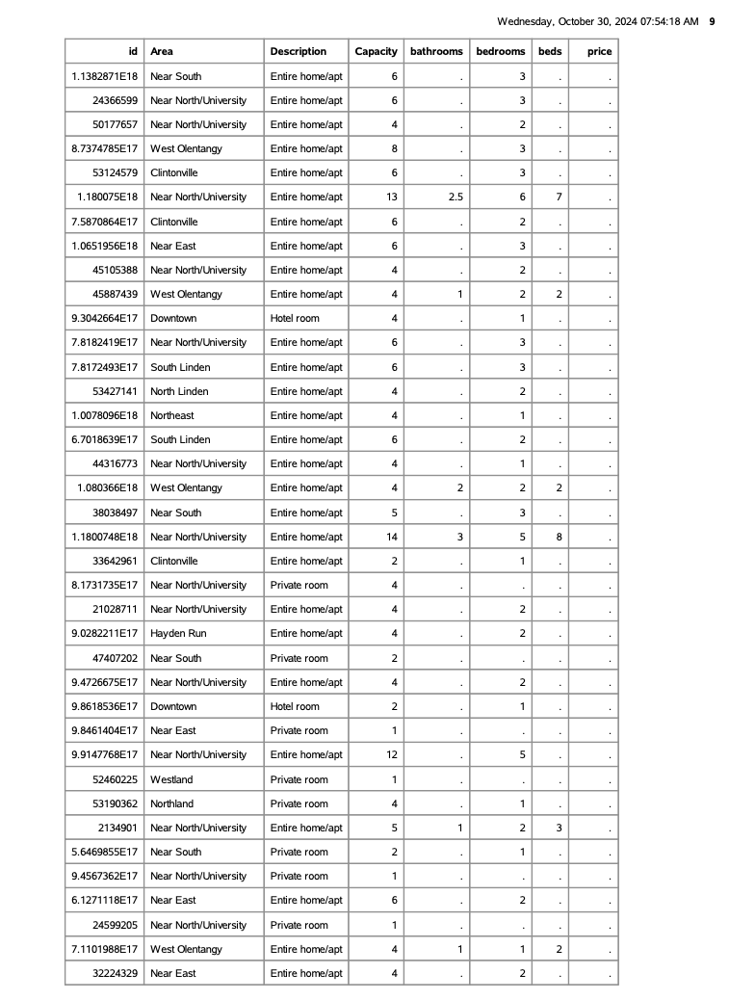 Wednesday, October 30, 2024 07:54:18 AM 9
id Area Description Capacity bathrooms bedrooms beds price
1.1382871E18 Near South Entire home/apt 6 . 3 . .
24366599 Near North/University Entire home/apt 6 . 3 . .
50177657 Near North/University Entire home/apt 4 . 2 . .
8.7374785E17 West Olentangy Entire home/apt 8 . 3 . .
53124579 Clintonville Entire home/apt 6 . 3 . .
1.180075E18 Near North/University Entire home/apt 13 2.5 6 7 .
7.5870864E17 Clintonville Entire home/apt 6 . 2 . .
1.0651956E18 Near East Entire home/apt 6 . 3 . .
45105388 Near North/University Entire home/apt 4 . 2 . .
45887439 West Olentangy Entire home/apt 4 1 2 2 .
9.3042664E17 Downtown Hotel room 4 . 1 . .
7.8182419E17 Near North/University Entire home/apt 6 . 3 . .
7.8172493E17 South Linden Entire home/apt 6 . 3 . .
53427141 North Linden Entire home/apt 4 . 2 . .
1.0078096E18 Northeast Entire home/apt 4 . 1 . .
6.7018639E17 South Linden Entire home/apt 6 . 2 . .
44316773 Near North/University Entire home/apt 4 . 1 . .
1.080366E18 West Olentangy Entire home/apt 4 2 2 2 .
38038497 Near South Entire home/apt 5 . 3 . .
1.1800748E18 Near North/University Entire home/apt 14 3 5 8 .
33642961 Clintonville Entire home/apt 2 . 1 . .
8.1731735E17 Near North/University Private room 4 . . . .
21028711 Near North/University Entire home/apt 4 . 2 . .
9.0282211E17 Hayden Run Entire home/apt 4 . 2 . .
47407202 Near South Private room 2 . . . .
9.4726675E17 Near North/University Entire home/apt 4 . 2 . .
9.8618536E17 Downtown Hotel room 2 . 1 . .
9.8461404E17 Near East Private room 1 . . . .
9.9147768E17 Near North/University Entire home/apt 12 . 5 . .
52460225 Westland Private room 1 . . . .
53190362 Northland Private room 4 . 1 . .
2134901 Near North/University Entire home/apt 5 1 2 3 .
5.6469855E17 Near South Private room 2 . 1 . .
9.4567362E17 Near North/University Private room 1 . . . .
6.1271118E17 Near East Entire home/apt 6 . 2 . .
24599205 Near North/University Private room 1 . . . .
7.1101988E17 West Olentangy Entire home/apt 4 1 1 2 .
32224329 Near East Entire home/apt 4 . 2 . .